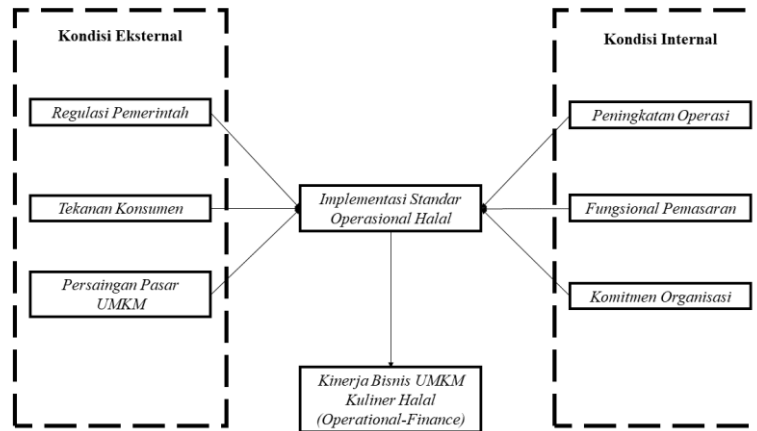 Kondisi Eksternal
Regulasi Pemerintah
Tekanan Konsumen
Persaingan Pasar
UMKM
Implementasi Standar
Operasional Halal
Kinerja Bisnis UMKM
Kuliner Halal
(Operational-Finance)
Kondisi Internal
Peningkatan Operasi
Fungsional Pemasaran
Komitmen Organisasi